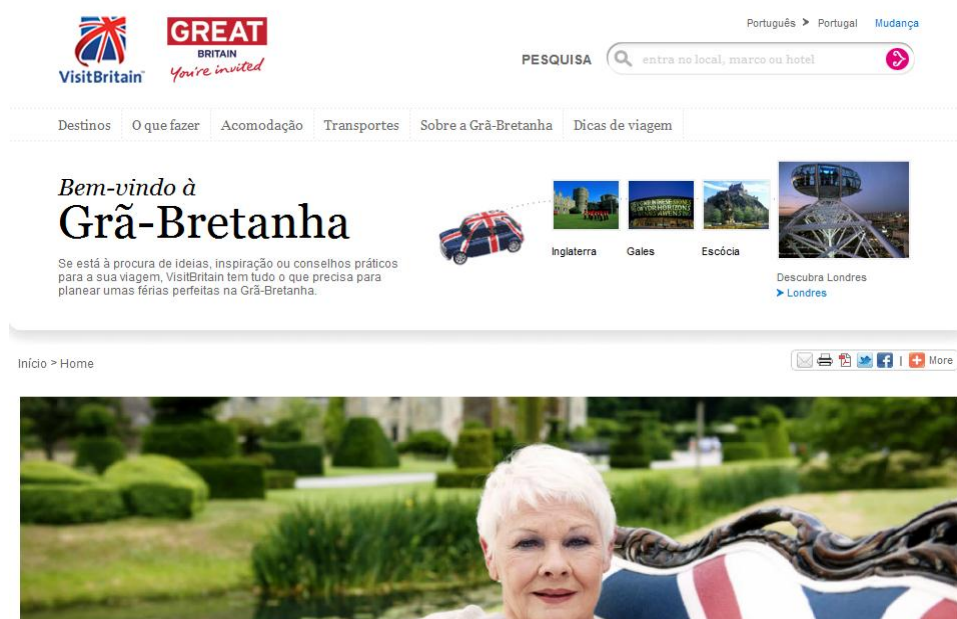 VisitBritain™
GREAT
BRITAIN
You're invited
Português > Portugal Mudança
PESQUISA entra no local, marco ou hotel
Destinos O que fazer Acomodação Transportes Sobre a Grã-Bretanha Dicas de viagem
Bem-vindo à
Grã-Bretanha
Se está à procura de ideias, inspiração ou conselhos práticos
para a sua viagem, VisitBritain tem tudo o que precisa para
planear umas férias perfeitas na Grã-Bretanha.
Inglaterra Gales Escócia
Descubra Londres
> Londres
Início > Home
| More